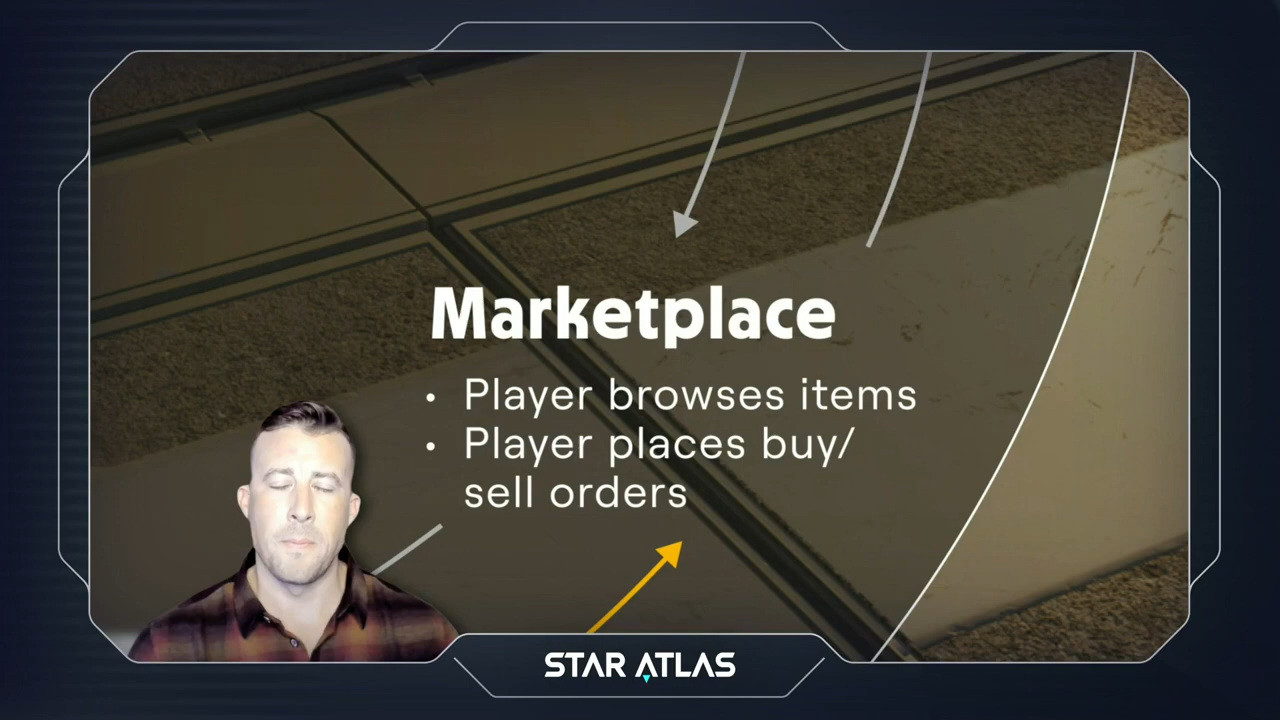 Marketplace
• Player browses items
• Player places buy/
sell orders
STAR ATLAS